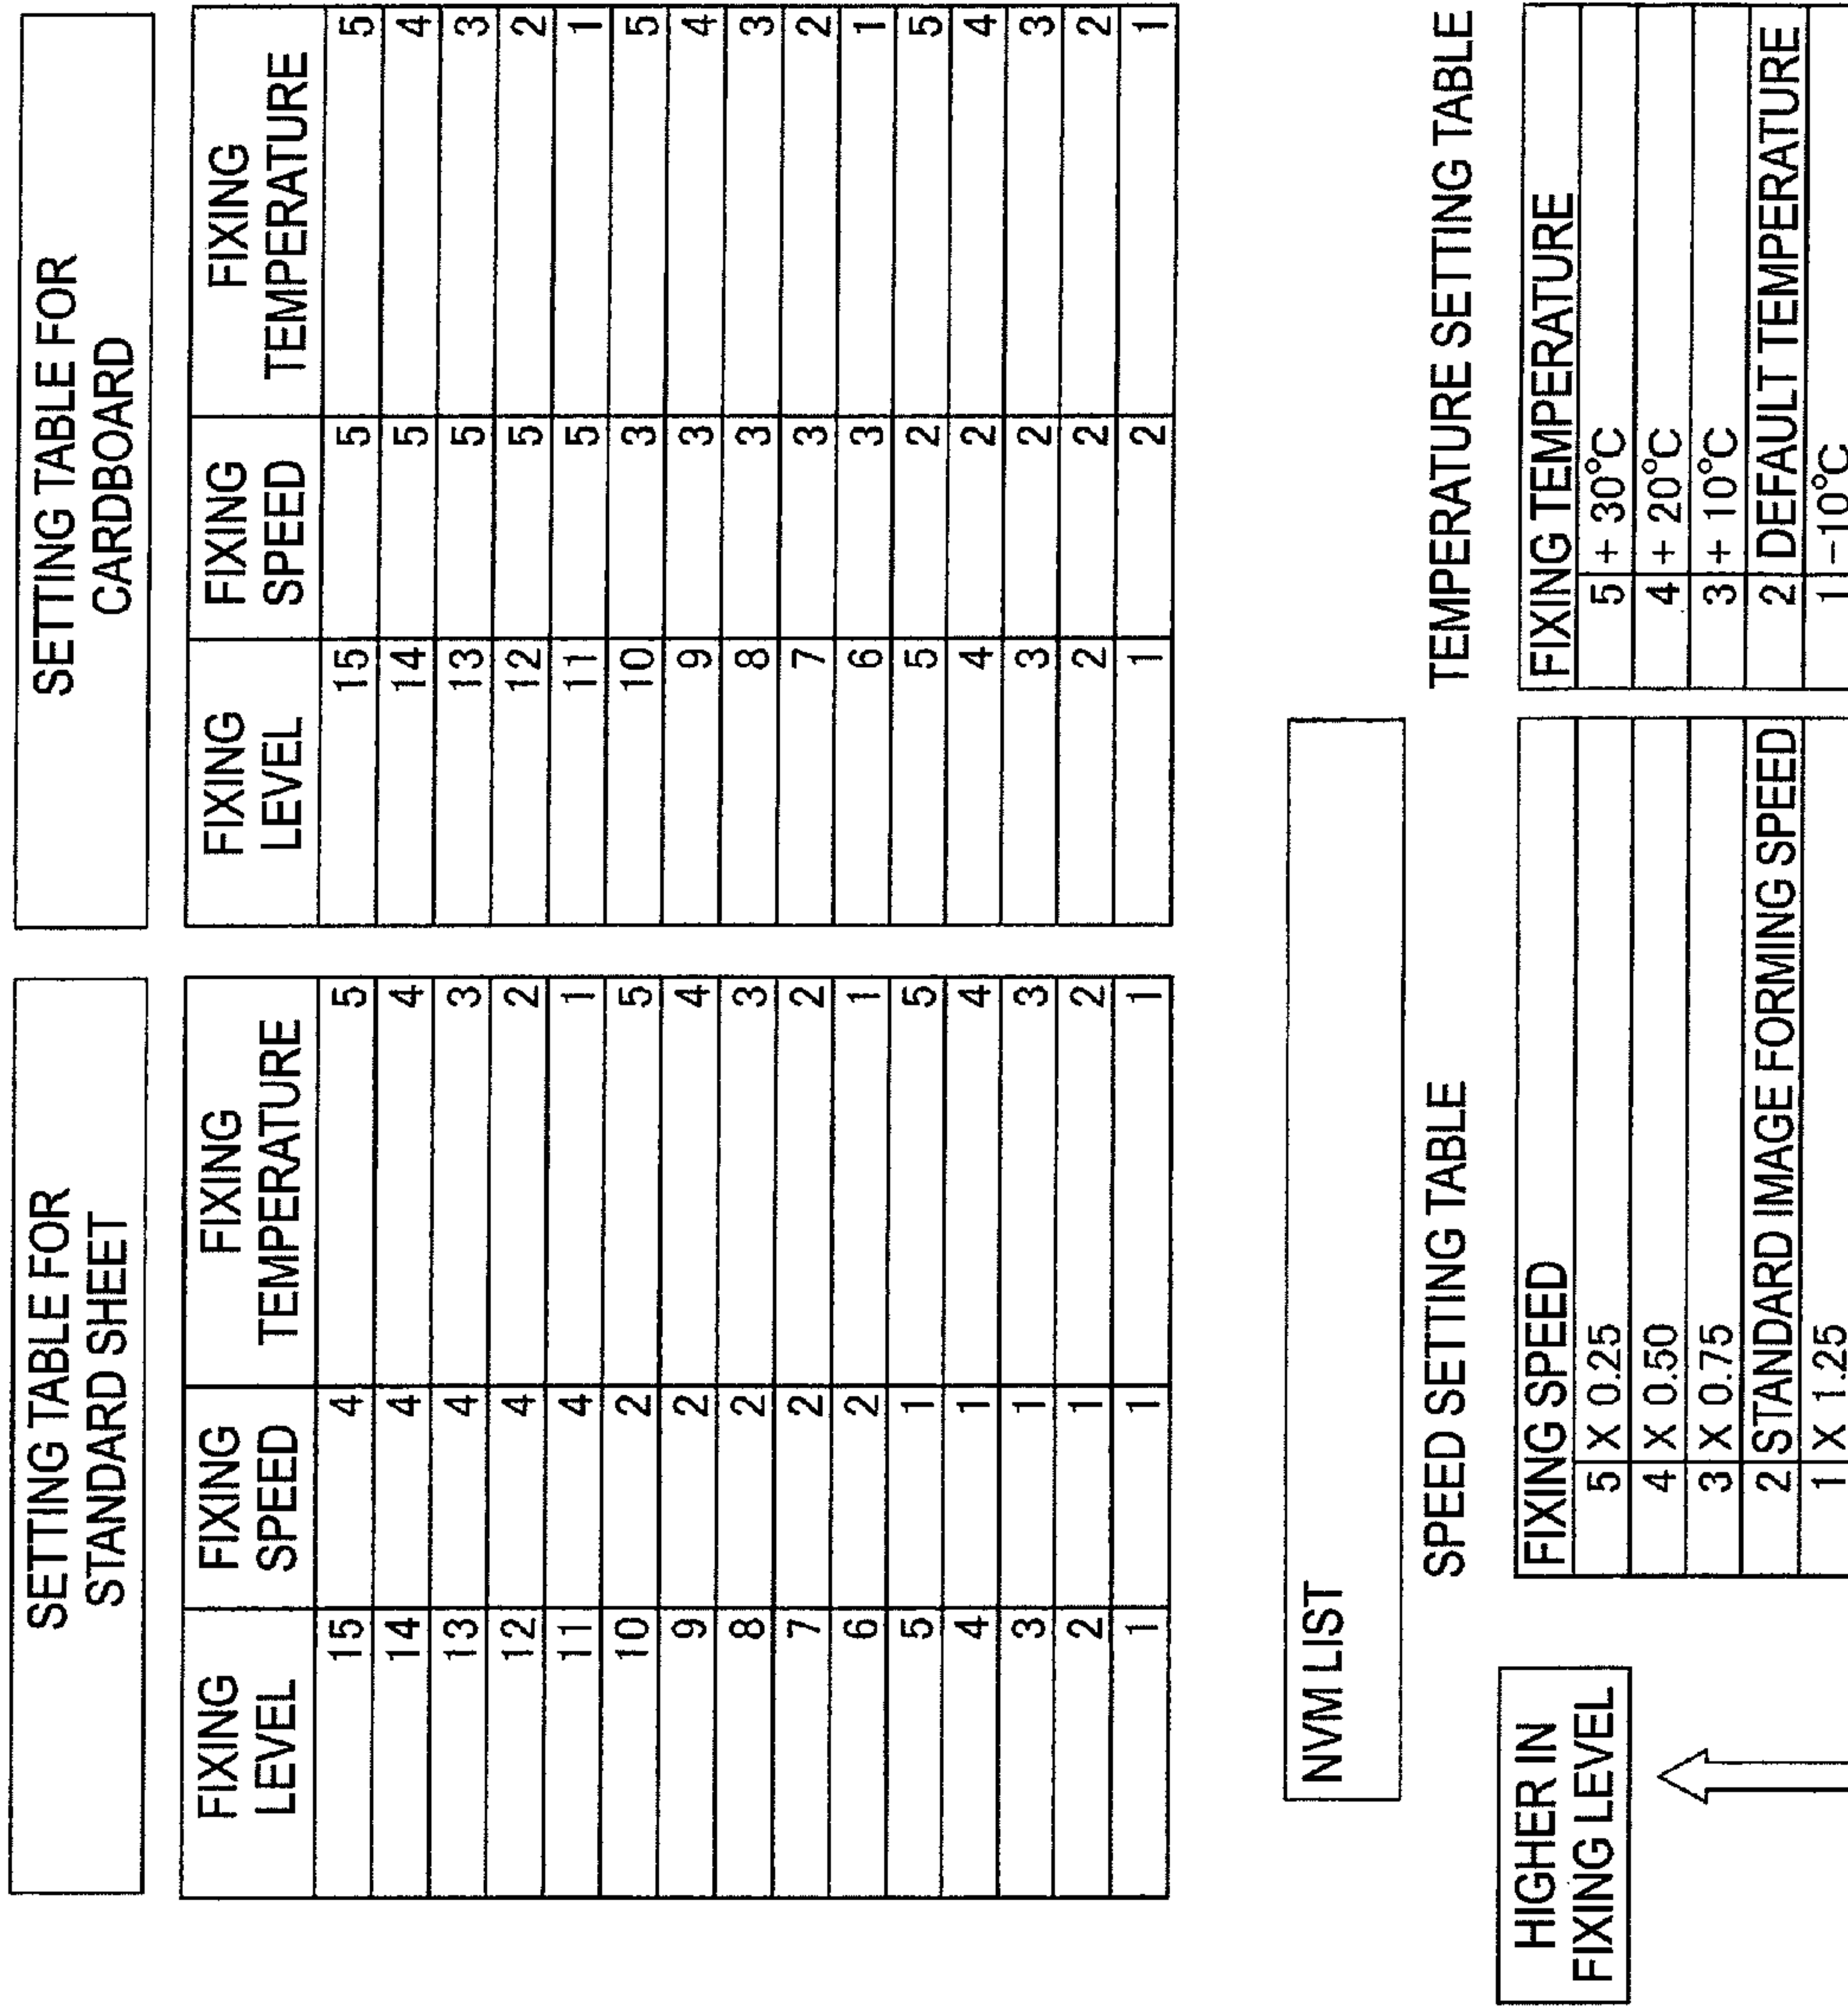 SETTING TABLE FOR
STANDARD SHEET
FIXING LEVEL FIXING SPEED FIXING TEMPERATURE
15 4 5
14 4 4
13 4 3
12 4 2
11 4 1
10 2 5
9 2 4
8 2 3
7 2 2
6 2 1
5 1 5
4 1 4
3 1 3
2 1 2
1 1 1
SETTING TABLE FOR
CARDBOARD
FIXING LEVEL FIXING SPEED FIXING TEMPERATURE
15 5 5
14 5 4
13 5 3
12 5 2
11 5 1
10 3 5
9 3 4
8 3 3
7 3 2
6 3 1
5 2 5
4 2 4
3 2 3
2 2 2
1 2 1
NVM LIST
HIGHER IN
FIXING LEVEL
SPEED SETTING TABLE
FIXING SPEED
5 X 0.25
4 X 0.50
3 X 0.75
2 STANDARD IMAGE FORMING SPEED
1 X 1.25
TEMPERATURE SETTING TABLE
FIXING TEMPERATURE
5 + 30°C
4 + 20°C
3 + 10°C
2 DEFAULT TEMPERATURE
1 −10°C